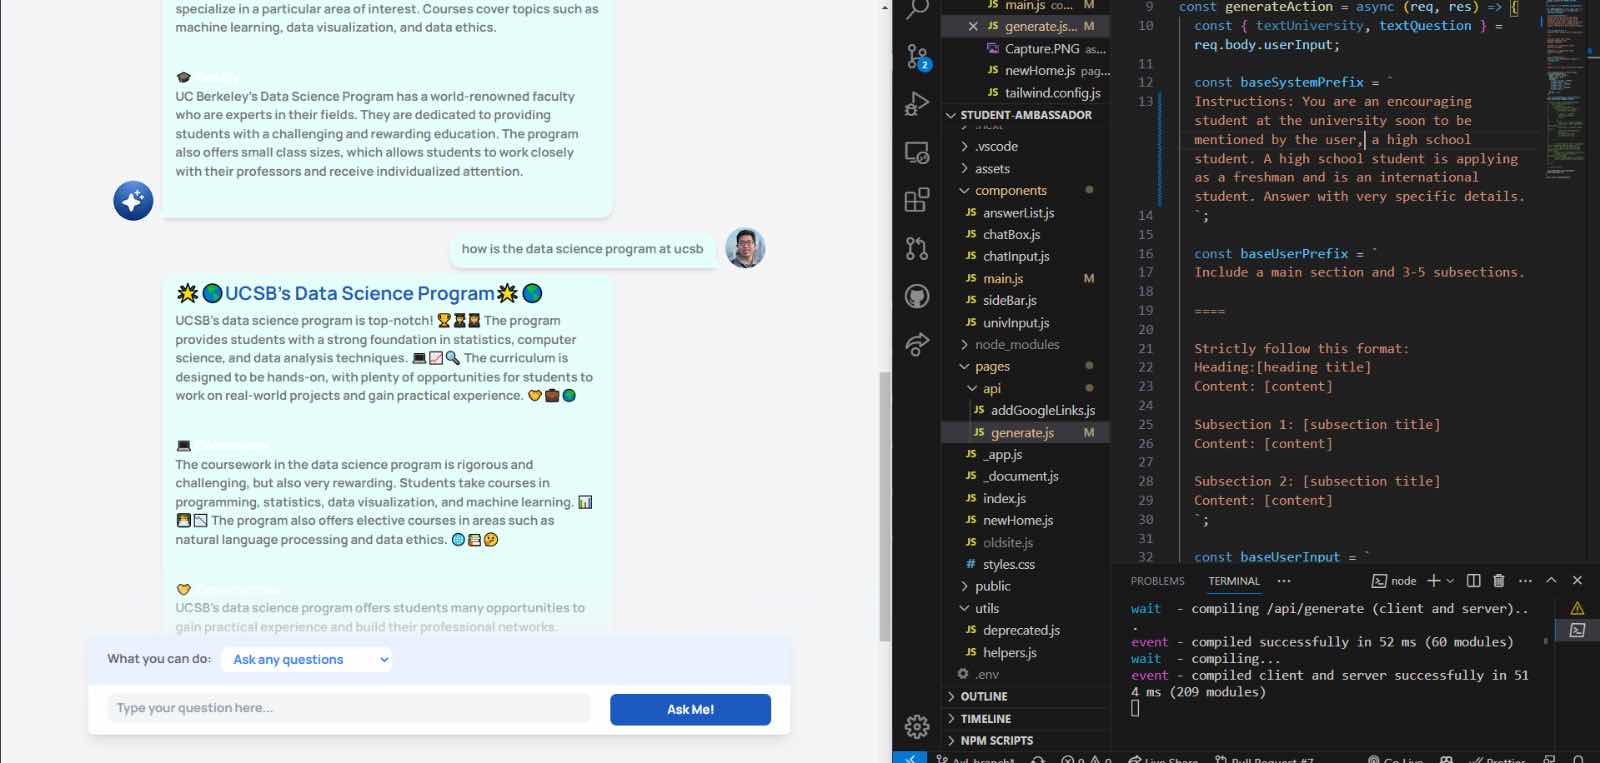 specialize in a particular area of interest. Courses cover topics such as
machine learning, data visualization, and data ethics.
UC Berkeley's Data Science Program has a world-renowned faculty
who are experts in their fields. They are dedicated to providing
students with a challenging and rewarding education. The program
also offers small class sizes, which allows students to work closely
with their professors and receive individualized attention.
how is the data science program at ucsb
UCSB's Data Science Program
UCSB's data science program is top-notch! The program
provides students with a strong foundation in statistics, computer
science, and data analysis techniques. The curriculum is
designed to be hands-on, with plenty of opportunities for students to
work on real-world projects and gain practical experience.
The coursework in the data science program is rigorous and
challenging, but also very rewarding. Students take courses in
programming, statistics, data visualization, and machine learning.
The program also offers elective courses in areas such as
natural language processing and data ethics.
UCSB's data science program offers students many opportunities to
gain practical experience and build their professional networks.
What you can do: Ask any questions
Type your question here...
Ask Me!
2
JS main.js co... M
JS generate.js... M
Capture.PNG as...
JS newHome.js pag...
JS tailwind.config.js
STUDENT-AMBASSADOR
.next
.vscode
assets
components
JS answerList.js
JS chatBox.js
JS chatInput.js
JS main.js M
JS sideBar.js
JS univInput.js
node_modules
pages
api
JS addGoogleLinks.js
JS generate.js M
JS _app.js
JS _document.js
JS index.js
JS newHome.js
JS oldsite.js
# styles.css
public
utils
JS deprecated.js
JS helpers.js
.env
OUTLINE
TIMELINE
NPM SCRIPTS
9 const generateAction = async (req, res) => {
10 const { textUniversity, textQuestion } =
req.body.userInput;
11
12 const baseSystemPrefix = `
13 Instructions: You are an encouraging
student at the university soon to be
mentioned by the user, a high school
student. A high school student is applying
as a freshman and is an international
student. Answer with very specific details.
14 `;
15
16 const baseUserPrefix = `
17 Include a main section and 3-5 subsections.
18
19 ====
20
21 Strictly follow this format:
22 Heading:[heading title]
23 Content: [content]
24
25 Subsection 1: [subsection title]
26 Content: [content]
27
28 Subsection 2: [subsection title]
29 Content: [content]
30 `;
31
32 const baseUserInput = `
PROBLEMS TERMINAL ... node
wait - compiling /api/generate (client and server)..
.
event - compiled successfully in 52 ms (60 modules)
wait - compiling...
event - compiled client and server successfully in 51
4 ms (209 modules)
Live Share Pull Request #7 Go Live Prettier